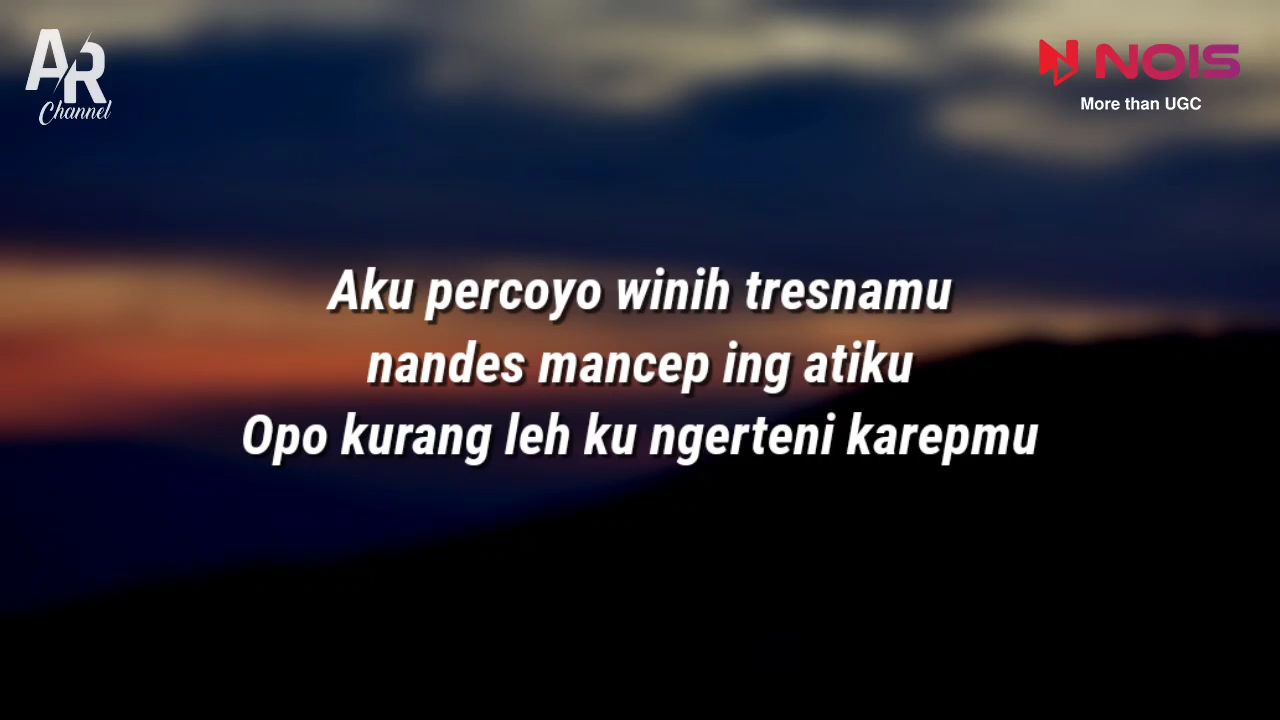 AR
Channel
NOIS
More than UGC
Aku percoyo winih tresnamu
nandes mancep ing atiku
Opo kurang leh ku ngerteni karepmu